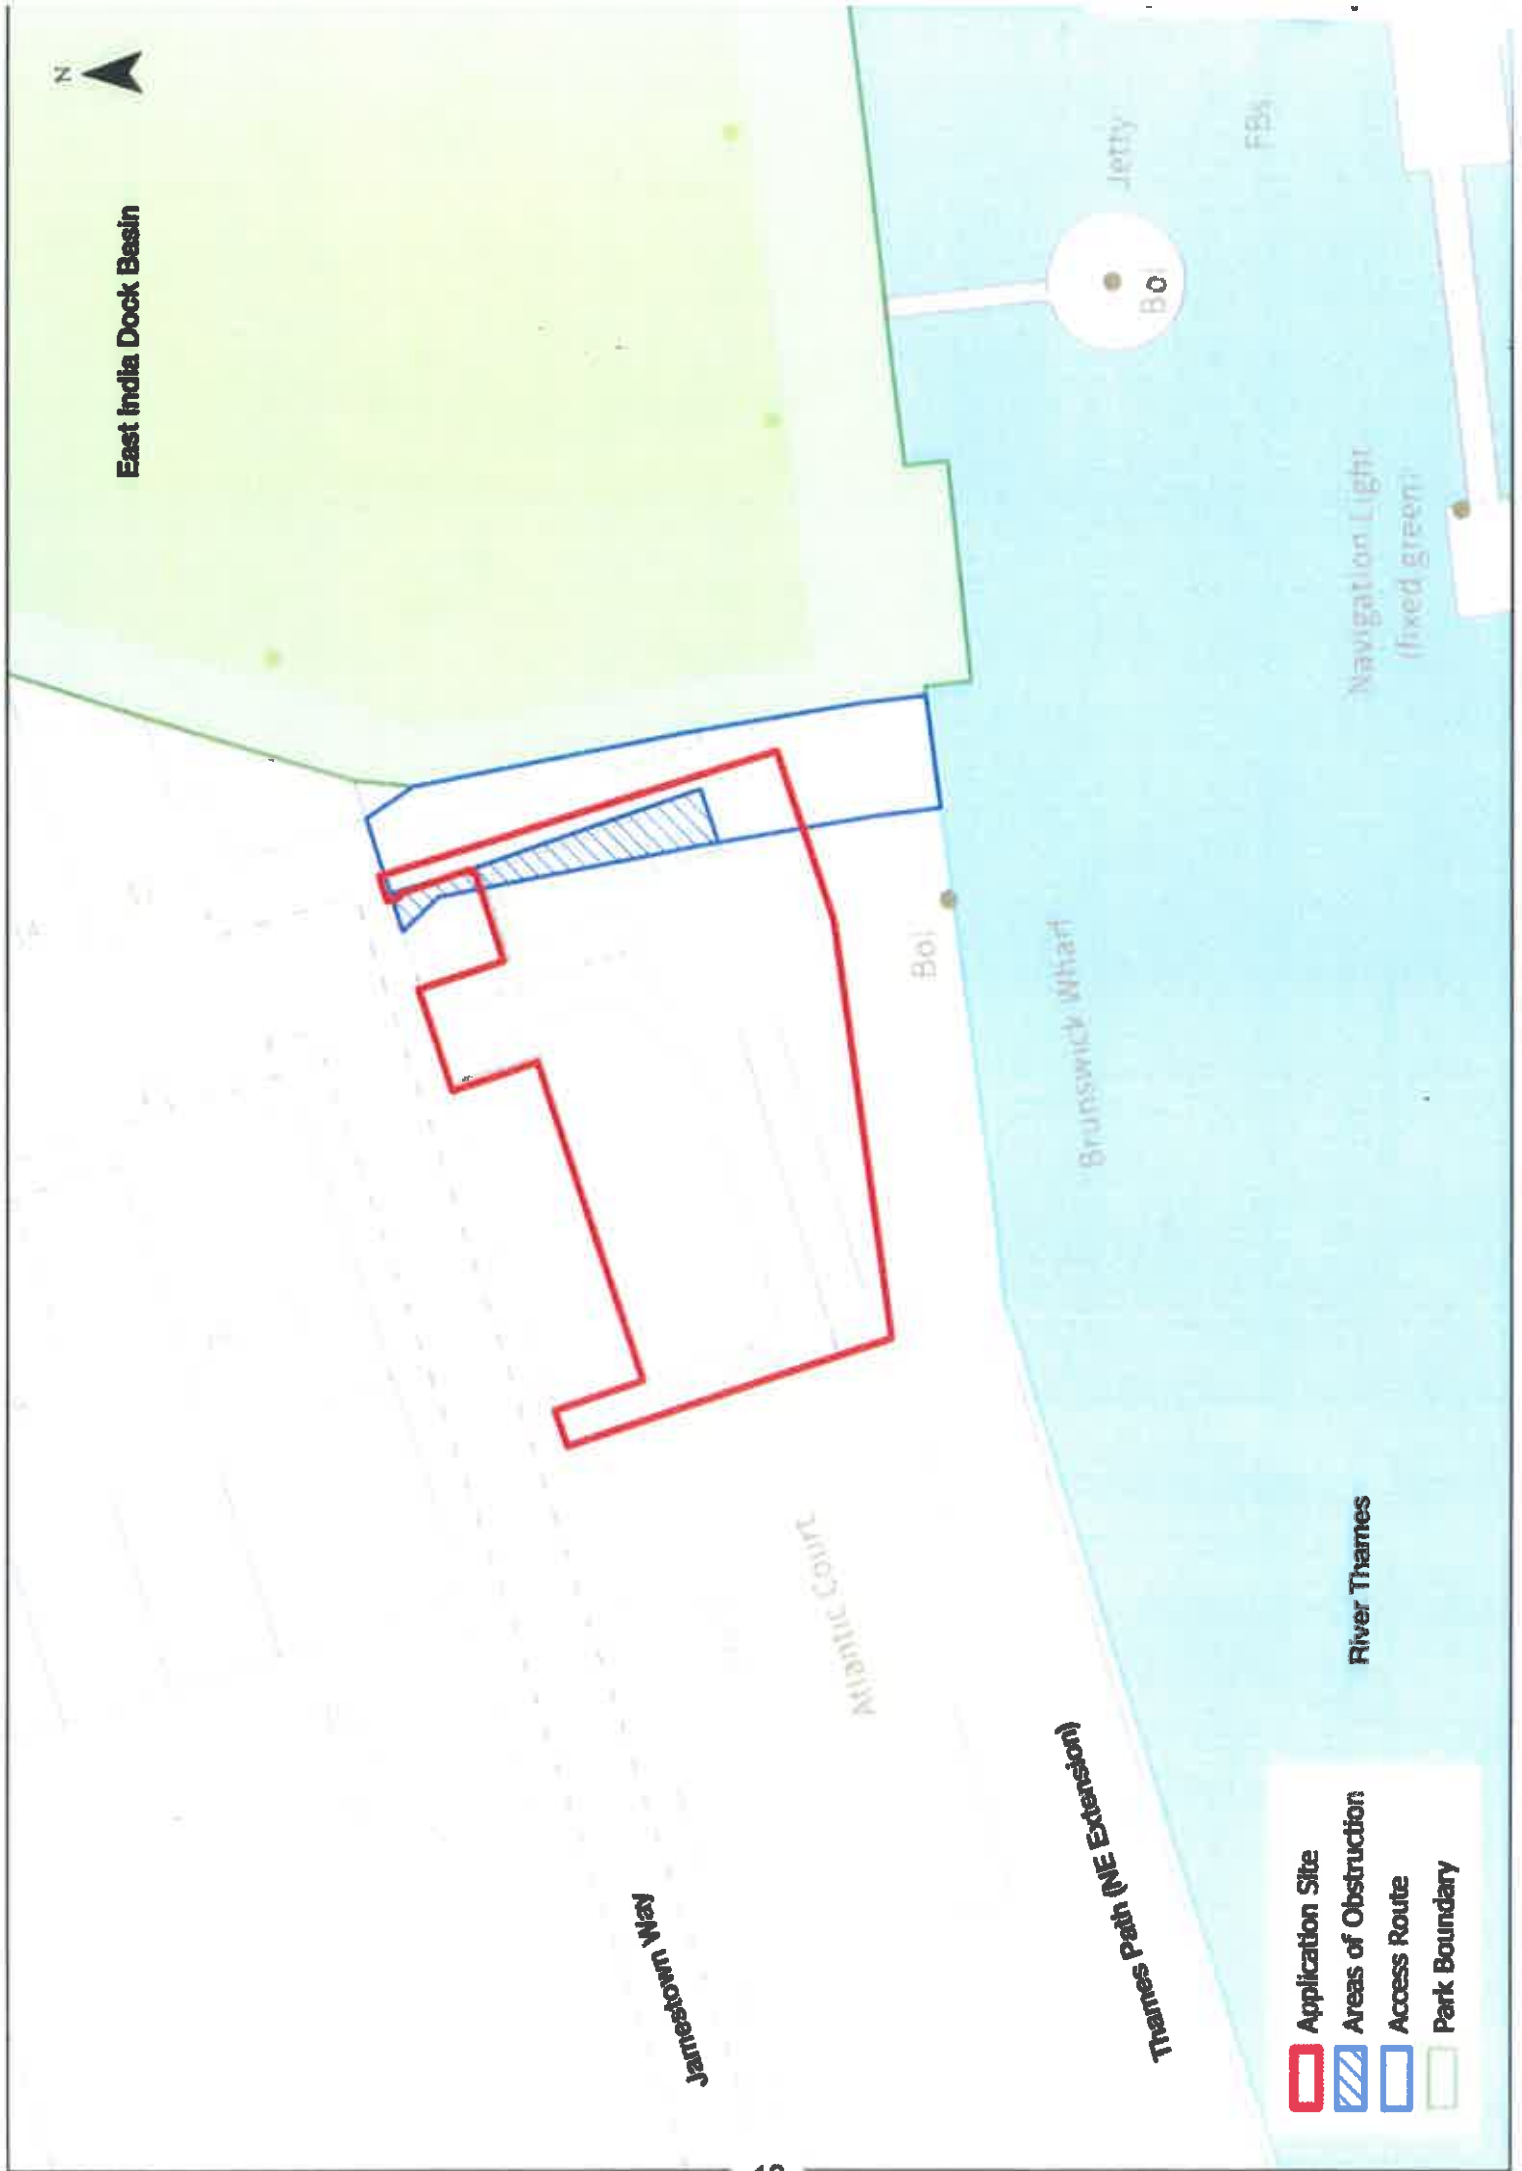 N
East India Dock Basin
Jetty
Bol
FBs
Navigation Light
(fixed green)
Bol
Brunswick Wharf
Atlantic Court
Jamestown Way
Thames Path (NE Extension)
River Thames
Application Site
Areas of Obstruction
Access Route
Park Boundary